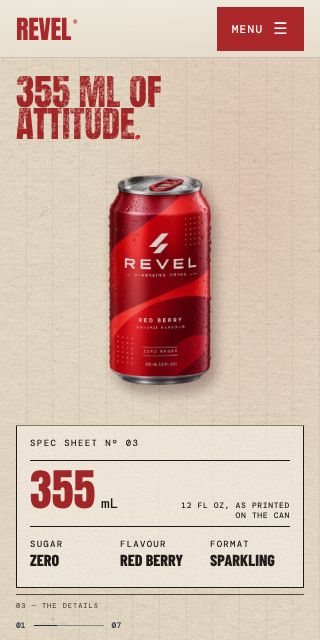 REVEL®
MENU ☰
355 ML OF
ATTITUDE.
REVEL
SPARKLING DRINK
RED BERRY
NATURAL FLAVOUR
ZERO SUGAR
SPEC SHEET Nº 03
355 mL
12 FL OZ, AS PRINTED
ON THE CAN
SUGAR FLAVOUR FORMAT
ZERO RED BERRY SPARKLING
03 — THE DETAILS
01 07